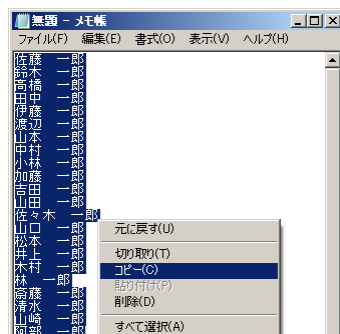 無題 - メモ帳
ファイル(F) 編集(E) 書式(O) 表示(V) ヘルプ(H)
佐藤 一郎
鈴木 一郎
高橋 一郎
田中 一郎
伊藤 一郎
渡辺 一郎
山本 一郎
中村 一郎
小林 一郎
加藤 一郎
吉田 一郎
山田 一郎
佐々木 一郎
山口 一郎
松本 一郎
井上 一郎
木村 一郎
林 一郎
斎藤 一郎
清水 一郎
山崎 一郎
阿部 一郎
元に戻す(U)
切り取り(T)
コピー(C)
貼り付け(P)
削除(D)
すべて選択(A)